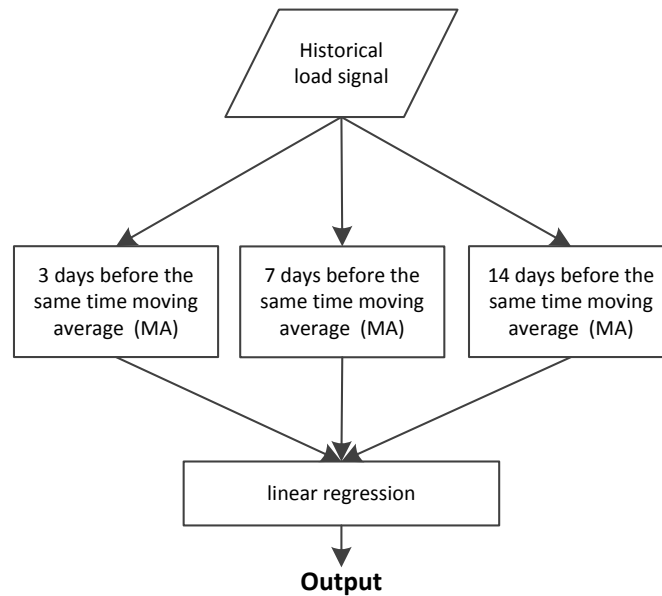 Historical
load signal
3 days before the
same time moving
average (MA)
7 days before the
same time moving
average (MA)
14 days before the
same time moving
average (MA)
linear regression
Output